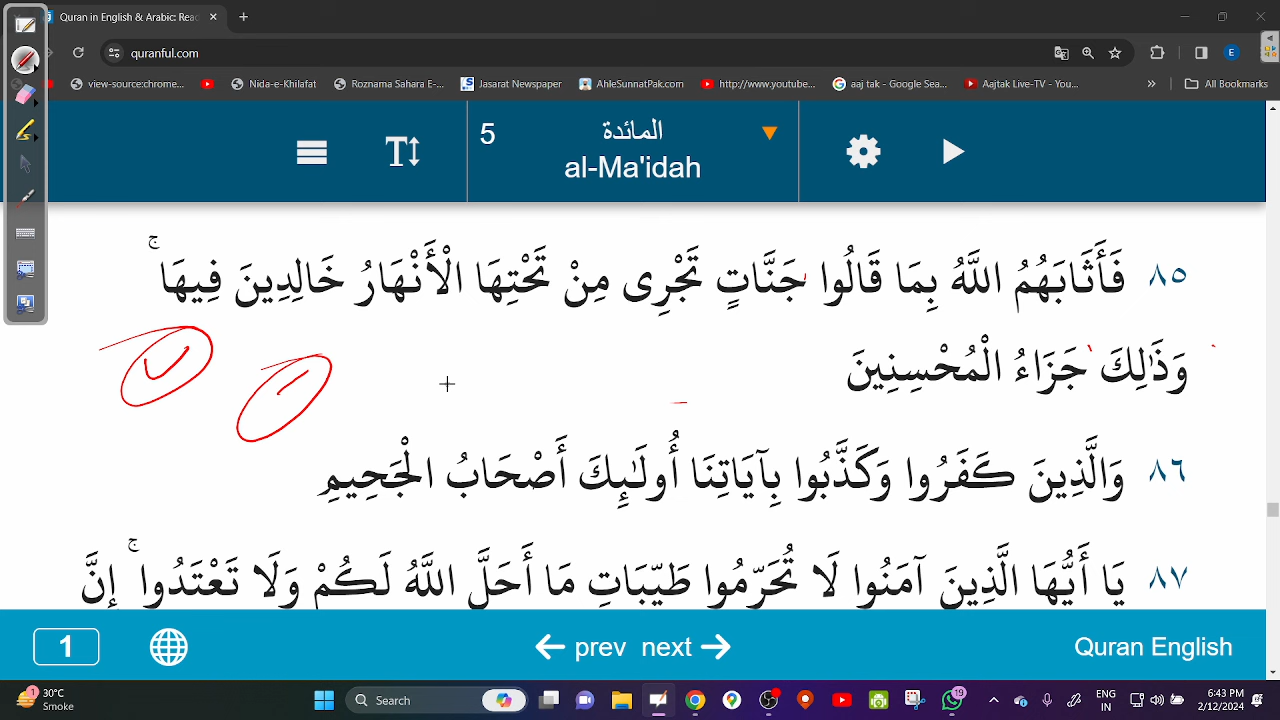 Quran in English & Arabic: Rea
quranful.com
E
view-source:chrome...
Nida-e-Khilafat
Roznama Sahara E-...
Jasarat Newspaper
AhleSunnatPak.com
http://www.youtube...
aaj tak - Google Sea...
Aajtak Live-TV - You...
All Bookmarks
5
المائدة
al-Ma'idah
٨٥ فَأَثَابَهُمُ اللَّهُ بِمَا قَالُوا جَنَّاتٍ تَجْرِى مِنْ تَحْتِهَا الْأَنْهَارُ خَالِدِينَ فِيهَا ۚ
وَذَٰلِكَ جَزَاءُ الْمُحْسِنِينَ
٨٦ وَالَّذِينَ كَفَرُوا وَكَذَّبُوا بِآيَاتِنَا أُولَٰئِكَ أَصْحَابُ الْجَحِيمِ
٨٧ يَا أَيُّهَا الَّذِينَ آمَنُوا لَا تُحَرِّمُوا طَيِّبَاتِ مَا أَحَلَّ اللَّهُ لَكُمْ وَلَا تَعْتَدُوا ۚ إِنَّ
1
prev next
Quran English
1
30°C
Smoke
Search
19
ENG
IN
6:43 PM
2/12/2024